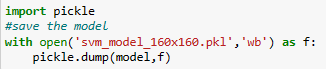 import pickle
#save the model
with open('svm_model_160x160.pkl','wb') as f:
    pickle.dump(model,f)